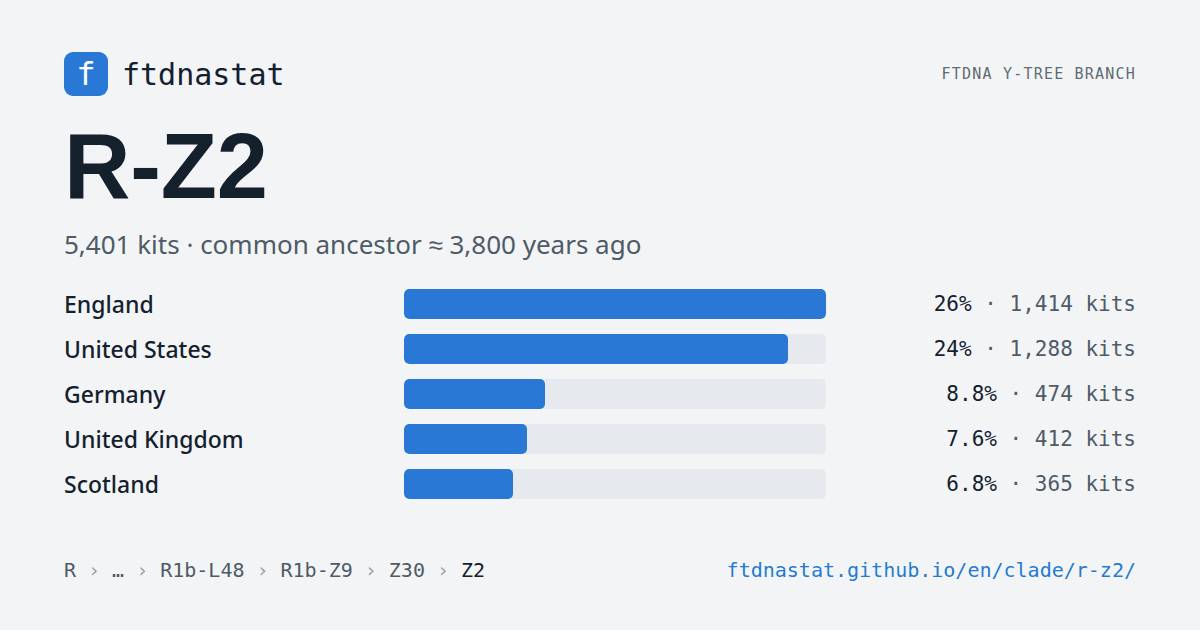 f ftdnastat
FTDNA Y-TREE BRANCH
R-Z2
5,401 kits · common ancestor ≈ 3,800 years ago
England 26% · 1,414 kits
United States 24% · 1,288 kits
Germany 8.8% · 474 kits
United Kingdom 7.6% · 412 kits
Scotland 6.8% · 365 kits
R › … › R1b-L48 › R1b-Z9 › Z30 › Z2
ftdnastat.github.io/en/clade/r-z2/